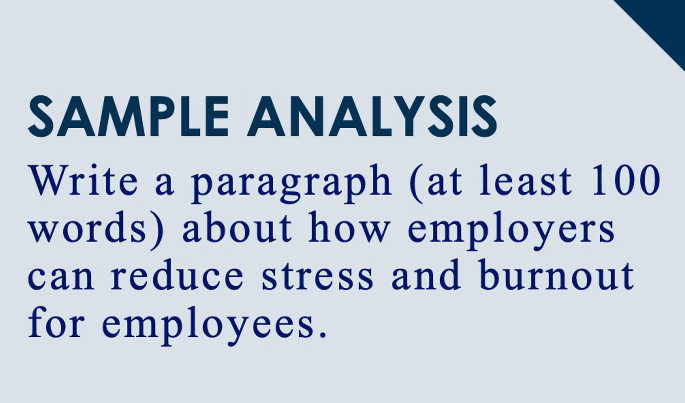 SAMPLE ANALYSIS
Write a paragraph (at least 100
words) about how employers
can reduce stress and burnout
for employees.